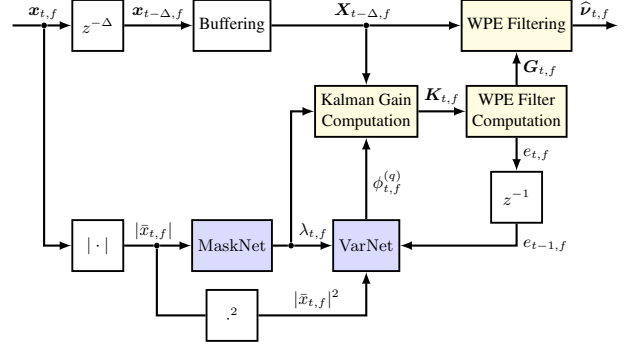 𝒙_{t,f}
z^{−Δ}
𝒙_{t−Δ,f}
Buffering
𝑿_{t−Δ,f}
WPE Filtering
𝝂̂_{t,f}
𝑮_{t,f}
Kalman Gain
Computation
𝑲_{t,f}
WPE Filter
Computation
e_{t,f}
ϕ_{t,f}^{(q)}
z^{−1}
|·|
|x̄_{t,f}|
MaskNet
λ_{t,f}
VarNet
e_{t−1,f}
·²
|x̄_{t,f}|²